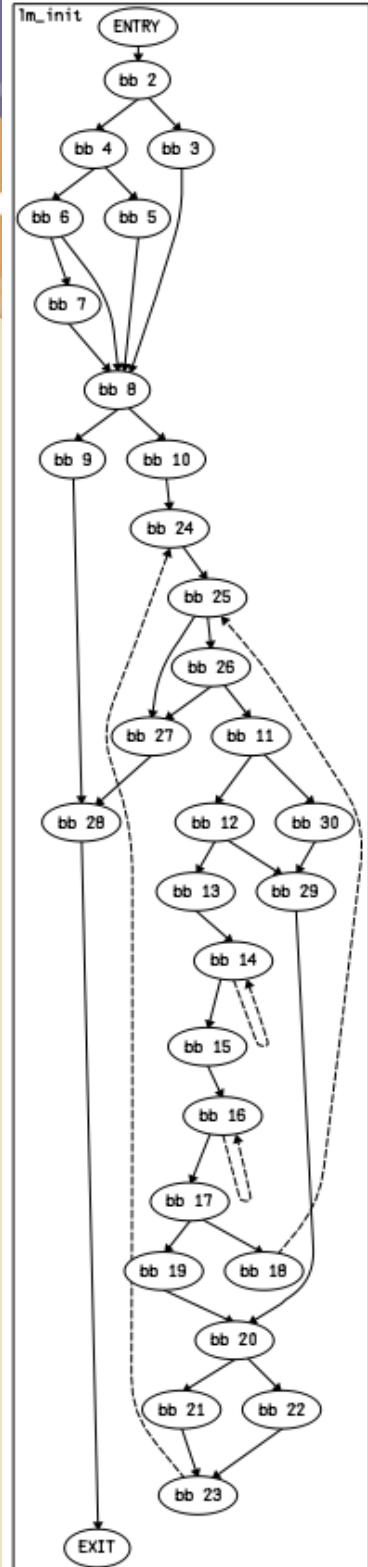 lm_init
ENTRY
bb 2
bb 4
bb 3
bb 6
bb 5
bb 7
bb 8
bb 9
bb 10
bb 24
bb 25
bb 26
bb 27
bb 11
bb 28
bb 12
bb 30
bb 13
bb 29
bb 14
bb 15
bb 16
bb 17
bb 19
bb 18
bb 20
bb 21
bb 22
bb 23
EXIT